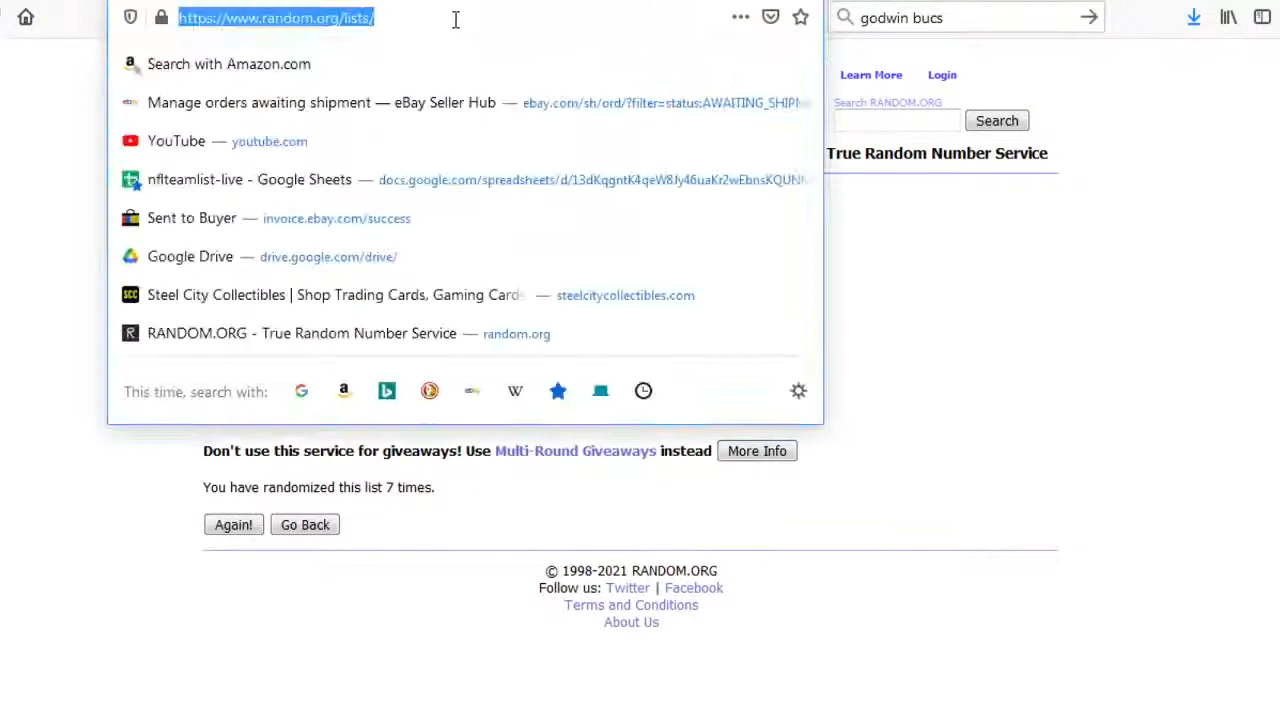 https://www.random.org/lists/
godwin bucs
Search with Amazon.com
Manage orders awaiting shipment — eBay Seller Hub — ebay.com/sh/ord/?filter=status:AWAITING_SHIPM
YouTube — youtube.com
nflteamlist-live - Google Sheets — docs.google.com/spreadsheets/d/
Sent to Buyer — invoice.ebay.com/success
Google Drive — drive.google.com/drive/
Steel City Collectibles | Shop Trading Cards, Gaming Cards — steelcitycollectibles.com
RANDOM.ORG - True Random Number Service — random.org
This time, search with:
Learn More Login
Search RANDOM.ORG
Search
True Random Number Service
Don't use this service for giveaways! Use Multi-Round Giveaways instead More Info
You have randomized this list 7 times.
Again! Go Back
© 1998-2021 RANDOM.ORG
Follow us: Twitter | Facebook
Terms and Conditions
About Us